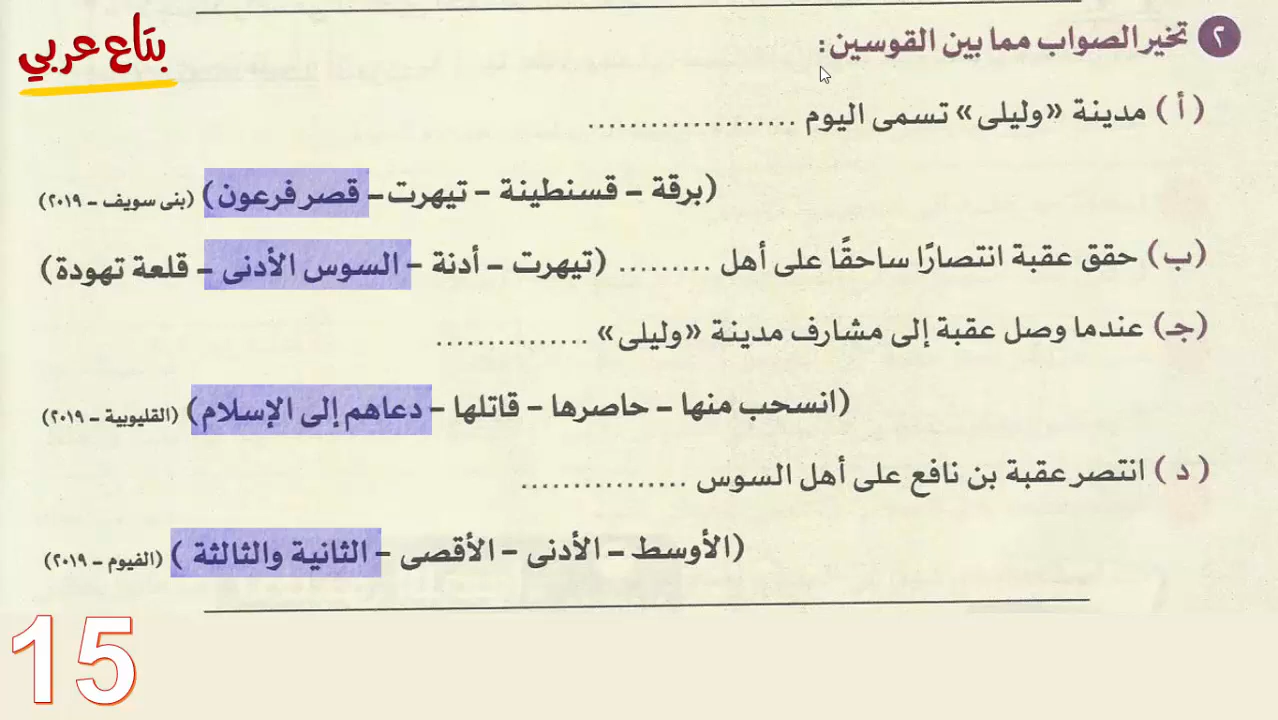 بتاع عربي
٢ تخير الصواب مما بين القوسين:
(أ) مدينة «وليلى» تسمى اليوم ....................
(برقة – قسنطينة – تيهرت – قصر فرعون) (بنى سويف – ٢٠١٩)
(ب) حقق عقبة انتصارًا ساحقًا على أهل ......... (تيهرت – أدنة – السوس الأدنى – قلعة تهودة)
(جـ) عندما وصل عقبة إلى مشارف مدينة «وليلى» ...............
(انسحب منها – حاصرها – قاتلها – دعاهم إلى الإسلام) (القليوبية – ٢٠١٩)
(د) انتصر عقبة بن نافع على أهل السوس ................
(الأوسط – الأدنى – الأقصى – الثانية والثالثة) (الفيوم – ٢٠١٩)
15